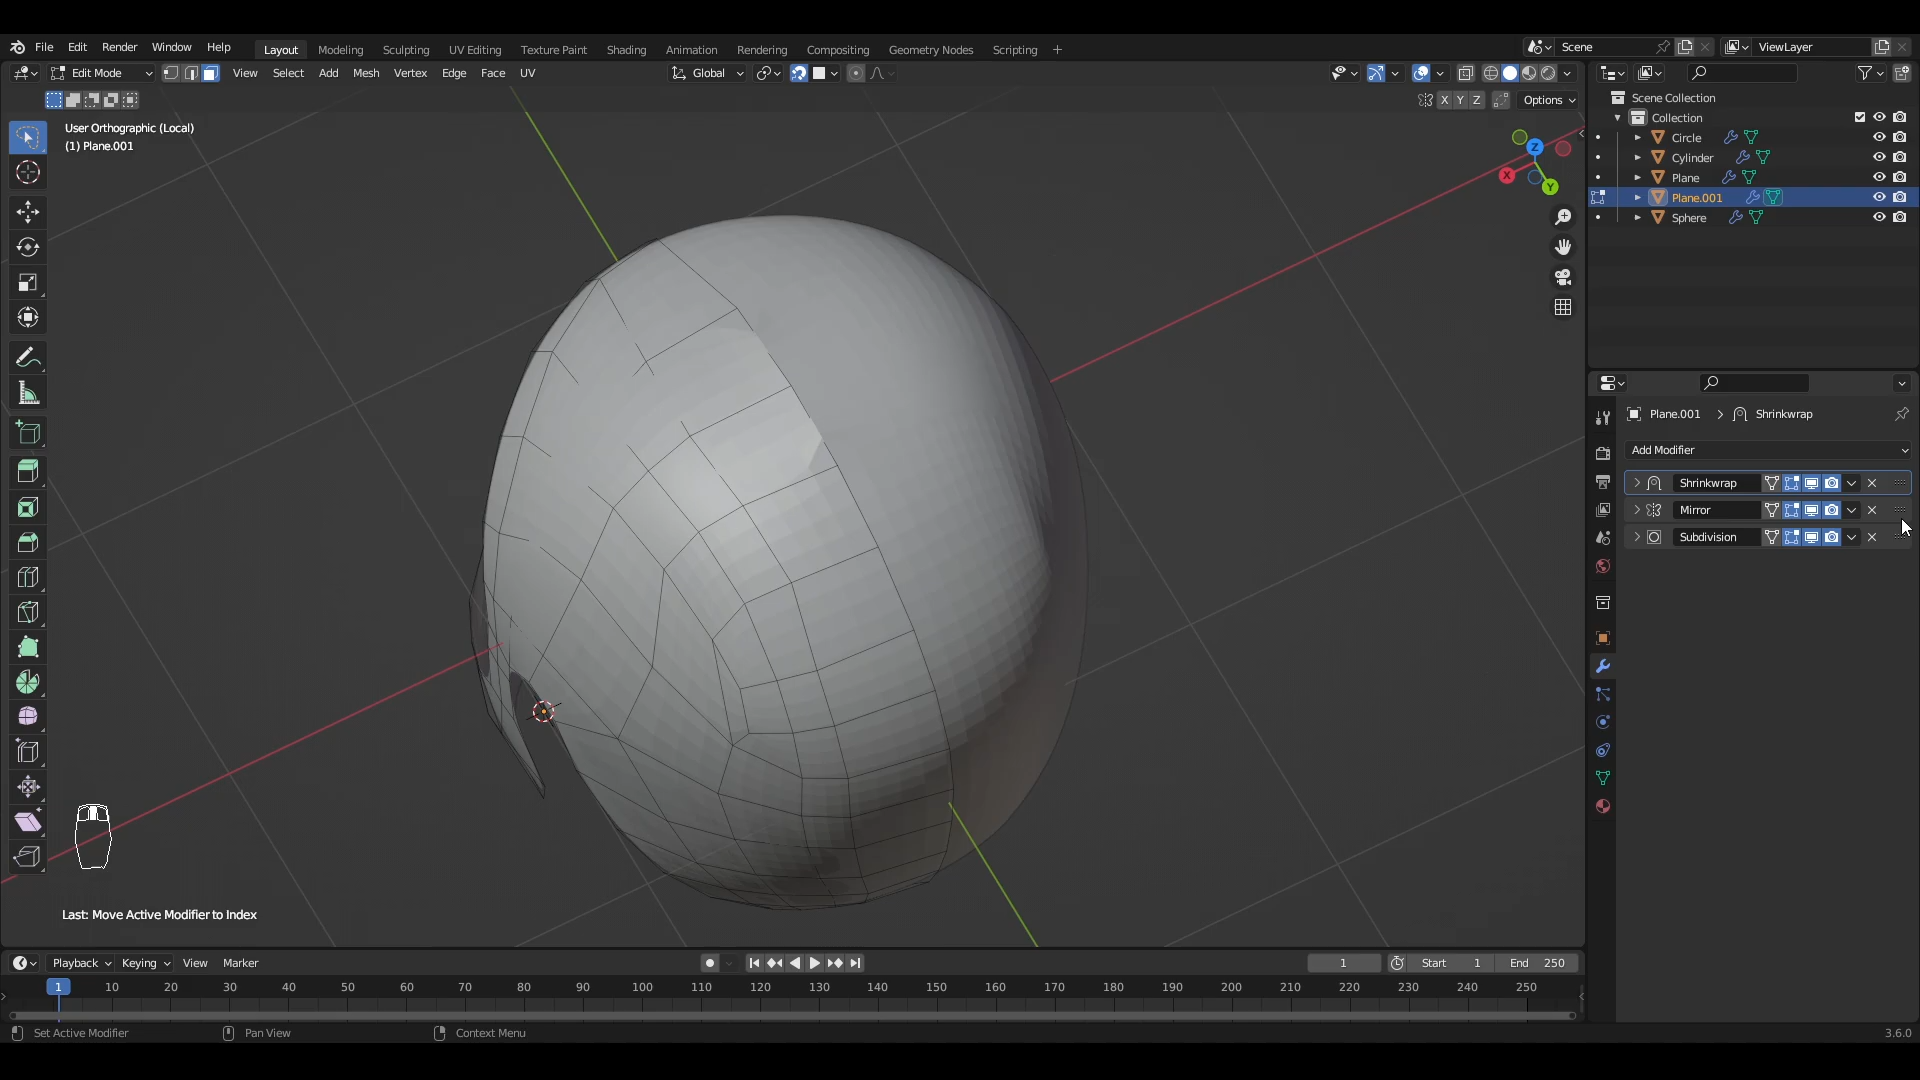 File Edit Render Window Help Layout Modeling Sculpting UV Editing Texture Paint Shading Animation Rendering Compositing Geometry Nodes Scripting Scene ViewLayer
Edit Mode View Select Add Mesh Vertex Edge Face UV Global
X Y Z Options
User Orthographic (Local)
(1) Plane.001
Z
X
Y
Scene Collection
Collection
Circle
Cylinder
Plane
Plane.001
Sphere
Plane.001 Shrinkwrap
Add Modifier
Shrinkwrap
Mirror
Subdivision
Last: Move Active Modifier to Index
Playback Keying View Marker 1 Start 1 End 250
1 10 20 30 40 50 60 70 80 90 100 110 120 130 140 150 160 170 180 190 200 210 220 230 240 250
Set Active Modifier Pan View Context Menu 3.6.0